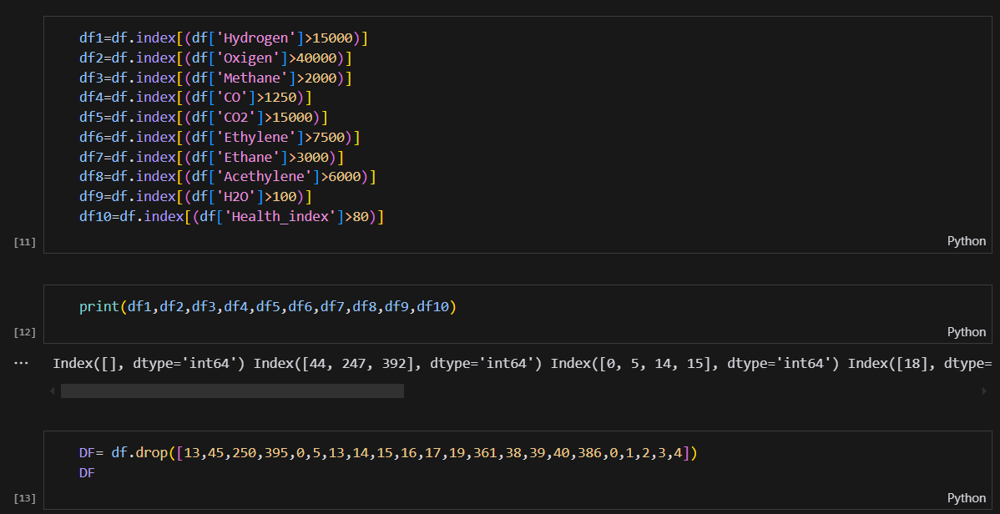 df1=df.index[(df['Hydrogen']>15000)]
df2=df.index[(df['Oxigen']>40000)]
df3=df.index[(df['Methane']>2000)]
df4=df.index[(df['CO']>1250)]
df5=df.index[(df['CO2']>15000)]
df6=df.index[(df['Ethylene']>7500)]
df7=df.index[(df['Ethane']>3000)]
df8=df.index[(df['Acethylene']>6000)]
df9=df.index[(df['H2O']>100)]
df10=df.index[(df['Health_index']>80)]
[11]
Python
print(df1,df2,df3,df4,df5,df6,df7,df8,df9,df10)
[12]
Python
... Index([], dtype='int64') Index([44, 247, 392], dtype='int64') Index([0, 5, 14, 15], dtype='int64') Index([18], dtype=
DF= df.drop([13,45,250,395,0,5,13,14,15,16,17,19,361,38,39,40,386,0,1,2,3,4])
DF
[13]
Python